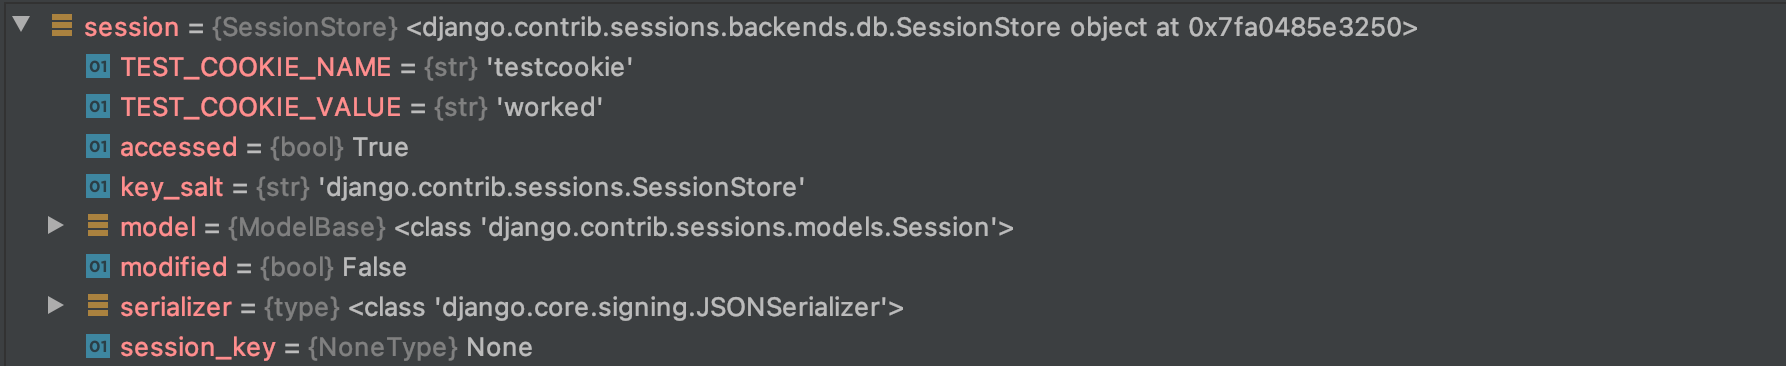 session = {SessionStore} <django.contrib.sessions.backends.db.SessionStore object at 0x7fa0485e3250>
01 TEST_COOKIE_NAME = {str} 'testcookie'
01 TEST_COOKIE_VALUE = {str} 'worked'
01 accessed = {bool} True
01 key_salt = {str} 'django.contrib.sessions.SessionStore'
model = {ModelBase} <class 'django.contrib.sessions.models.Session'>
01 modified = {bool} False
serializer = {type} <class 'django.core.signing.JSONSerializer'>
01 session_key = {NoneType} None